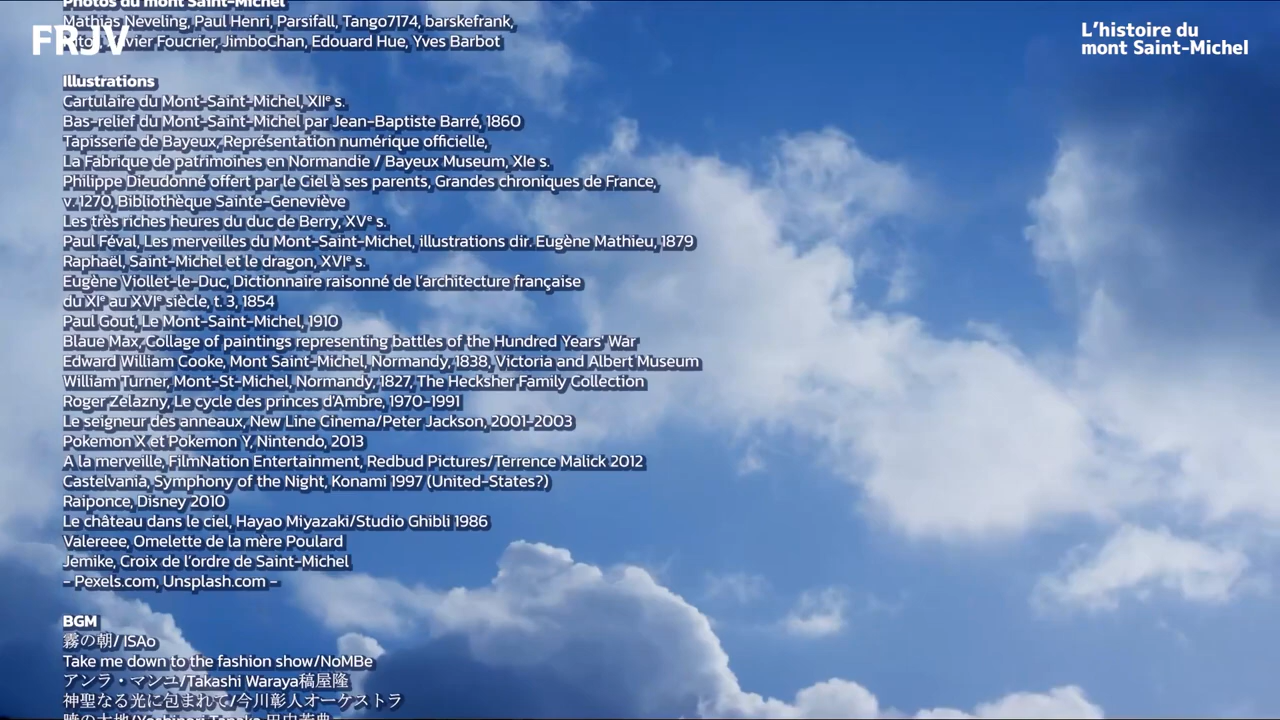 Photos du mont Saint-Michel
Mathias Neveling, Paul Henri, Parsifall, Tango7174, barskefrank,
Foucrier, JimboChan, Edouard Hue, Yves Barbot
FRJV
L'histoire du
mont Saint-Michel
Illustrations
Cartulaire du Mont-Saint-Michel, XIIᵉ s.
Bas-relief du Mont-Saint-Michel par Jean-Baptiste Barré, 1860
Tapisserie de Bayeux, Représentation numérique officielle,
La Fabrique de patrimoines en Normandie / Bayeux Museum, XIe s.
Philippe Dieudonné offert par le Ciel à ses parents, Grandes chroniques de France,
v. 1270, Bibliothèque Sainte-Geneviève
Les très riches heures du duc de Berry, XVᵉ s.
Paul Féval, Les merveilles du Mont-Saint-Michel, illustrations dir. Eugène Mathieu, 1879
Raphaël, Saint-Michel et le dragon, XVIᵉ s.
Eugène Viollet-le-Duc, Dictionnaire raisonné de l'architecture française
du XIᵉ au XVIᵉ siècle, t. 3, 1854
Paul Gout, Le Mont-Saint-Michel, 1910
Blaue Max, Collage of paintings representing battles of the Hundred Years' War
Edward William Cooke, Mont Saint-Michel, Normandy, 1838, Victoria and Albert Museum
William Turner, Mont-St-Michel, Normandy, 1827, The Hecksher Family Collection
Roger Zelazny, Le cycle des princes d'Ambre, 1970-1991
Le seigneur des anneaux, New Line Cinema/Peter Jackson, 2001-2003
Pokemon X et Pokemon Y, Nintendo, 2013
A la merveille, FilmNation Entertainment, Redbud Pictures/Terrence Malick 2012
Castelvania, Symphony of the Night, Konami 1997 (United-States?)
Raiponce, Disney 2010
Le château dans le ciel, Hayao Miyazaki/Studio Ghibli 1986
Valereee, Omelette de la mère Poulard
Jemike, Croix de l'ordre de Saint-Michel
- Pexels.com, Unsplash.com -
BGM
霧の朝/ ISAo
Take me down to the fashion show/NoMBe
アンラ・マンユ/Takashi Waraya稿屋隆
神聖なる光に包まれて/今川彰人オーケストラ